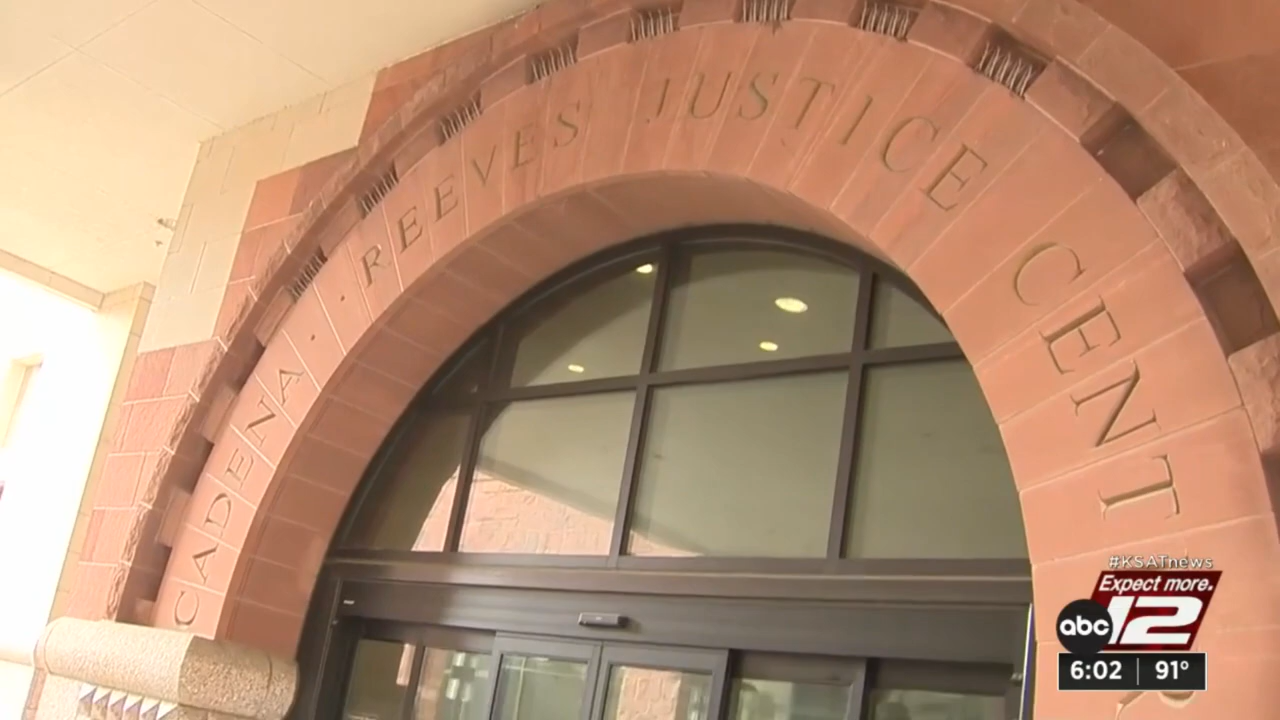 CADENA · REEVES JUSTICE CENT R
#KSATnews
Expect more.
abc 12
6:02 91°